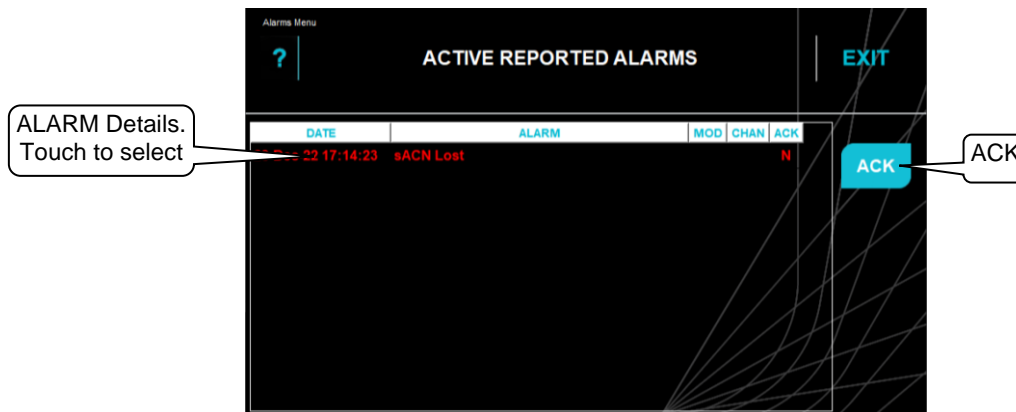 Alarms Menu
?
ACTIVE REPORTED ALARMS
EXIT
ALARM Details.
Touch to select
DATE ALARM MOD CHAN ACK
22 17:14:23 sACN Lost N
ACK
ACK